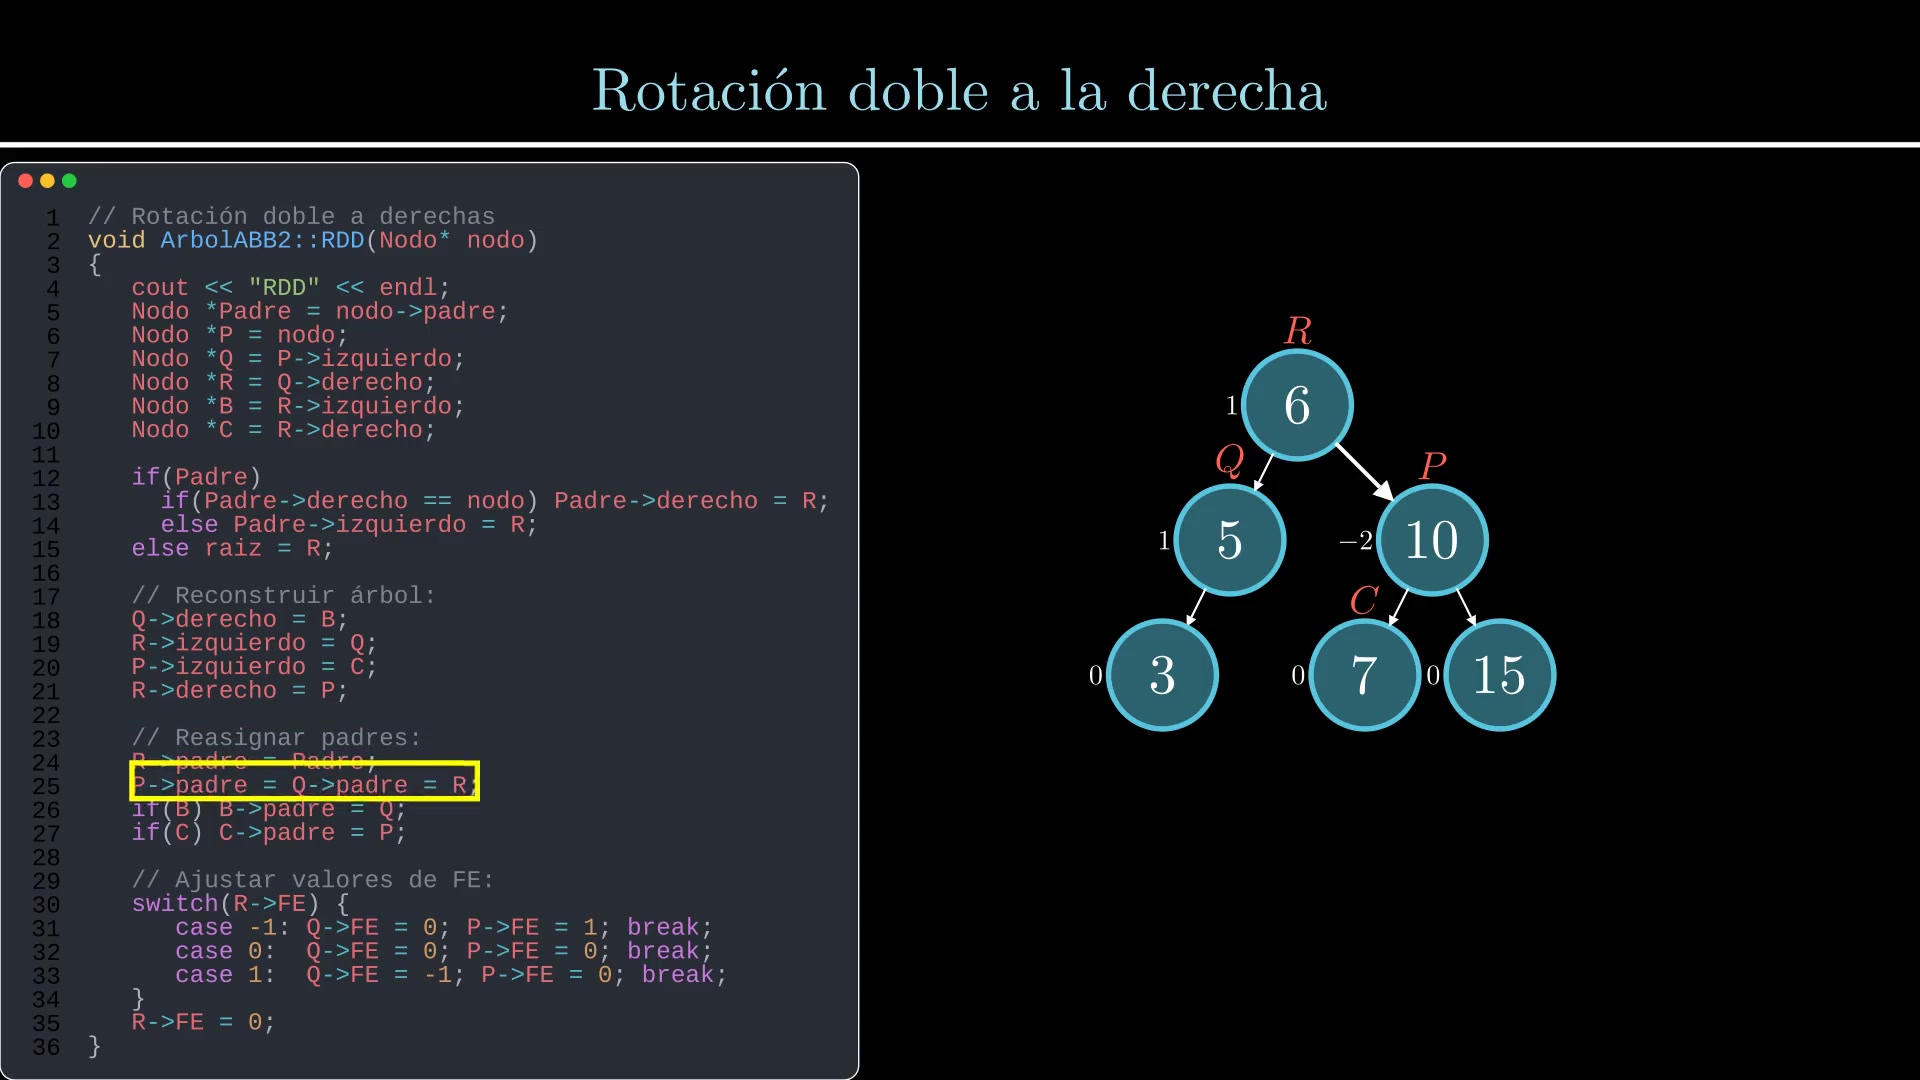 Rotación doble a la derecha
1 // Rotación doble a derechas
2 void ArbolABB2::RDD(Nodo* nodo)
3 {
4 cout << "RDD" << endl;
5 Nodo *Padre = nodo->padre;
6 Nodo *P = nodo;
7 Nodo *Q = P->izquierdo;
8 Nodo *R = Q->derecho;
9 Nodo *B = R->izquierdo;
10 Nodo *C = R->derecho;
11
12 if(Padre)
13 if(Padre->derecho == nodo) Padre->derecho = R;
14 else Padre->izquierdo = R;
15 else raiz = R;
16
17 // Reconstruir árbol:
18 Q->derecho = B;
19 R->izquierdo = Q;
20 P->izquierdo = C;
21 R->derecho = P;
22
23 // Reasignar padres:
24 R->padre = Padre;
25 P->padre = Q->padre = R;
26 if(B) B->padre = Q;
27 if(C) C->padre = P;
28
29 // Ajustar valores de FE:
30 switch(R->FE) {
31 case -1: Q->FE = 0; P->FE = 1; break;
32 case 0: Q->FE = 0; P->FE = 0; break;
33 case 1: Q->FE = -1; P->FE = 0; break;
34 }
35 R->FE = 0;
36 }
R
1 6
Q P
1 5 −2 10
C
0 3 0 7 0 15